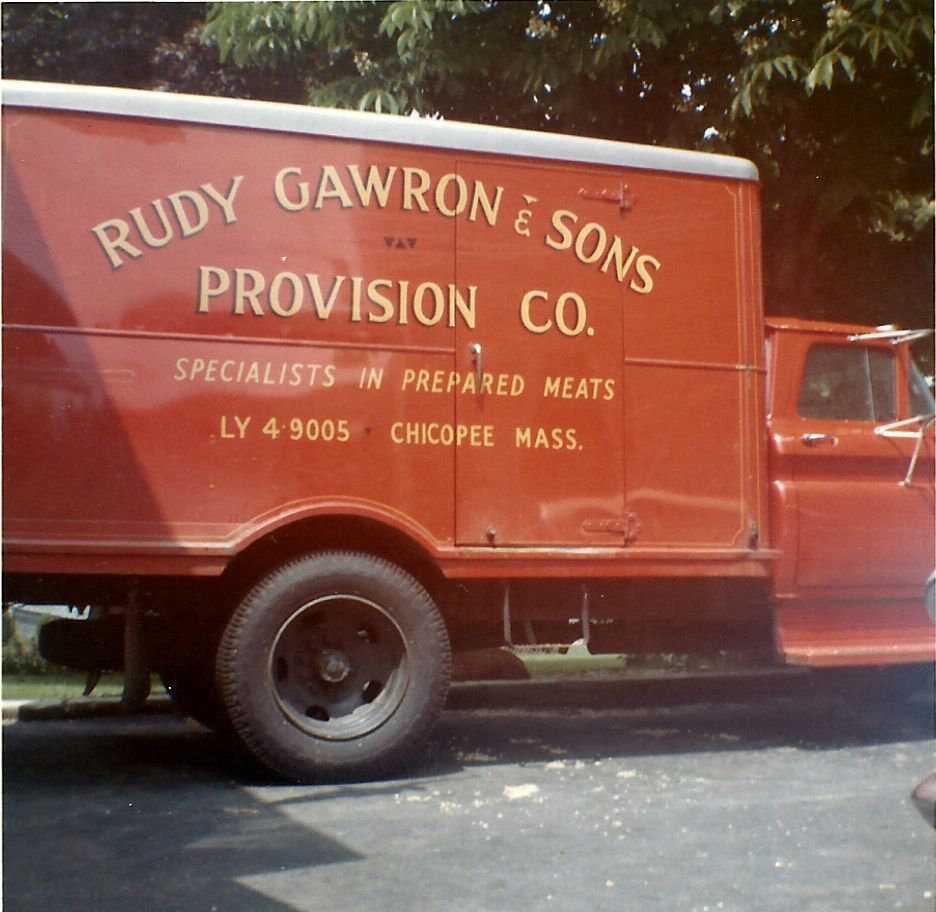 RUDY GAWRON & SONS
PROVISION CO.
SPECIALISTS IN PREPARED MEATS
LY 4-9005 CHICOPEE MASS.